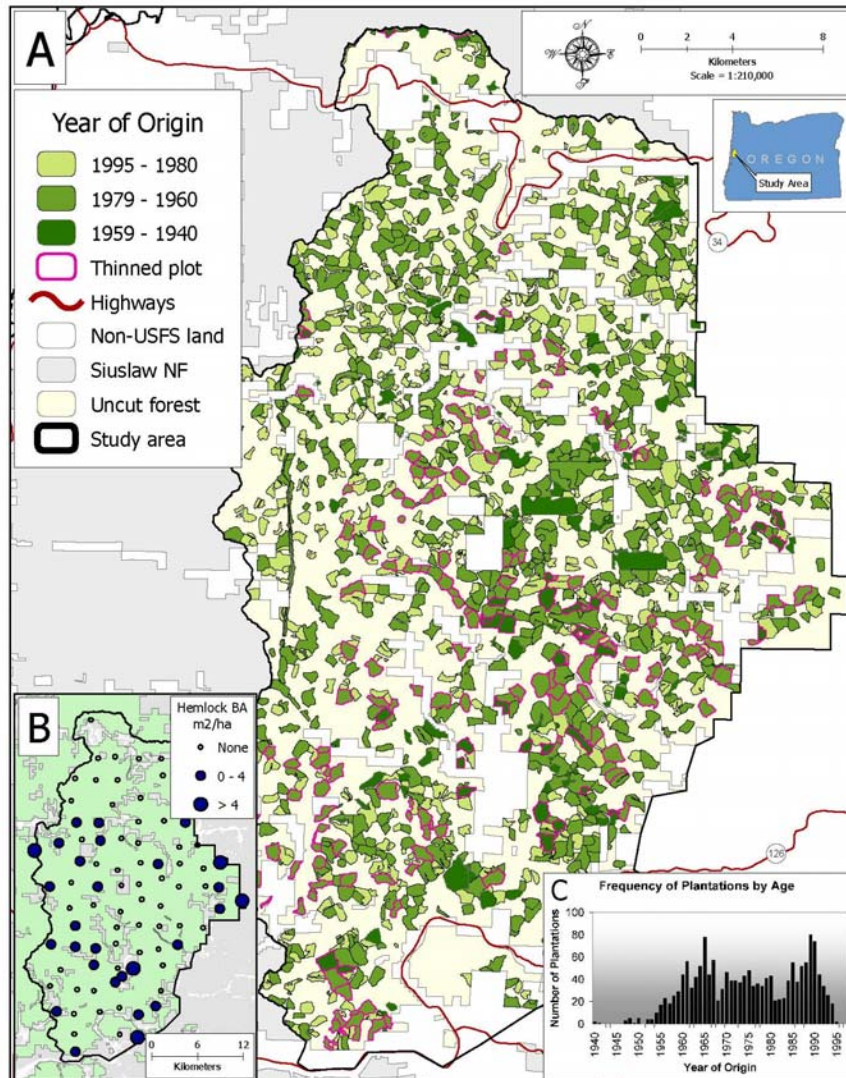 A
N
W
E
S
0 2 4 8
Kilometers
Scale = 1:210,000
Year of Origin
1995 - 1980
1979 - 1960
1959 - 1940
Thinned plot
Highways
Non-USFS land
Siuslaw NF
Uncut forest
Study area
OREGON
Study Area
34
126
B
Hemlock BA
m2/ha
None
0 - 4
> 4
0 6 12
Kilometers
C
Frequency of Plantations by Age
Number of Plantations
100
80
60
40
20
0
1940 1945 1950 1955 1960 1965 1970 1975 1980 1985 1990 1995
Year of Origin